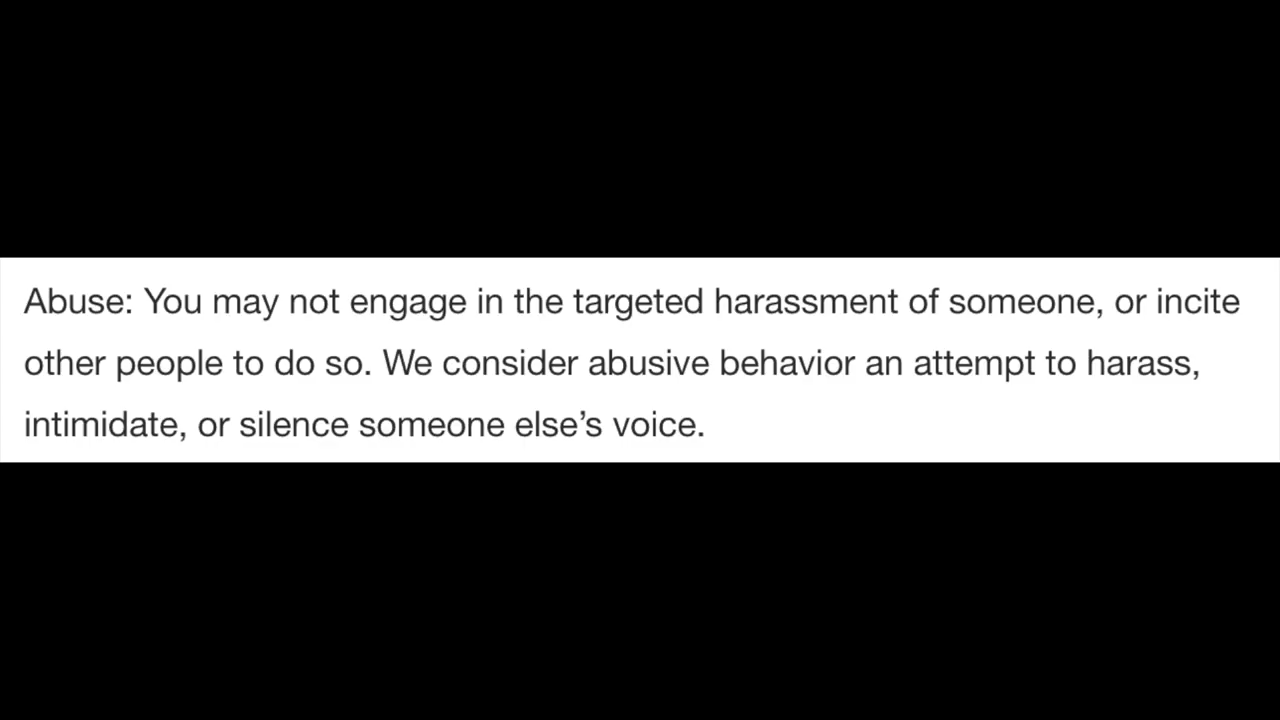 Abuse: You may not engage in the targeted harassment of someone, or incite
other people to do so. We consider abusive behavior an attempt to harass,
intimidate, or silence someone else’s voice.